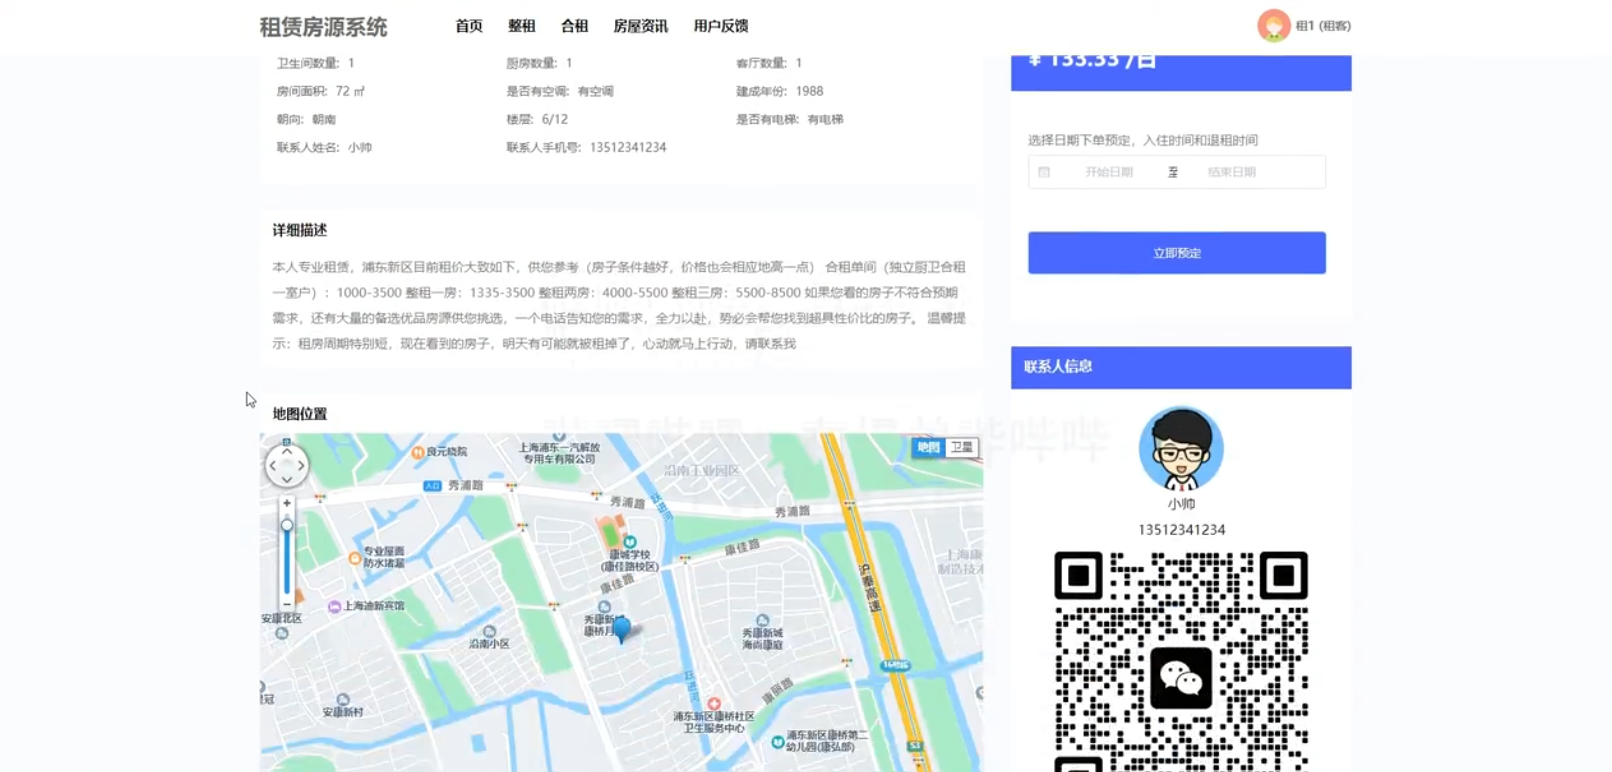 租赁房源系统
首页 整租 合租 房屋资讯 用户反馈
租1 (租客)
卫生间数量: 1 厨房数量: 1 客厅数量: 1
房间面积: 72 ㎡ 是否有空调: 有空调 建成年份: 1988
朝向: 朝南 楼层: 6/12 是否有电梯: 有电梯
联系人姓名: 小帅 联系人手机号: 13512341234
¥ 133.33 /日
选择日期下单预定，入住时间和退租时间
开始日期 至 结束日期
立即预定
详细描述
本人专业租赁，浦东新区目前租价大致如下，供您参考（房子条件越好，价格也会相应地高一点） 合租单间（独立厨卫合租
一室户）: 1000-3500 整租一房: 1335-3500 整租两房: 4000-5500 整租三房: 5500-8500 如果您看的房子不符合预期
需求，还有大量的备选优品房源供您挑选，一个电话告知您的需求，全力以赴，势必会帮您找到超具性价比的房子。 温馨提
示: 租房周期特别短，现在看到的房子，明天有可能就被租掉了，心动就马上行动，请联系我
联系人信息
小帅
13512341234
地图位置
地图 卫星
良元晓院
上海浦东一汽解放
专用车有限公司
沿南工业园区
入口 秀浦路
秀浦路
秀浦路
跃进河
专业屋面
防水堵漏
康城学校
(康佳路校区)
康佳路
康佳路
上海康
制造技术
沪奉高速
上海迪新宾馆
安康北区
沿南小区
秀康新城
康桥月
秀康新城
海尚康庭
16号线
跃进河
康丽路
安康新村
浦东新区康桥社区
卫生服务中心
浦东新区康桥第二
幼儿园(康弘部)
S3